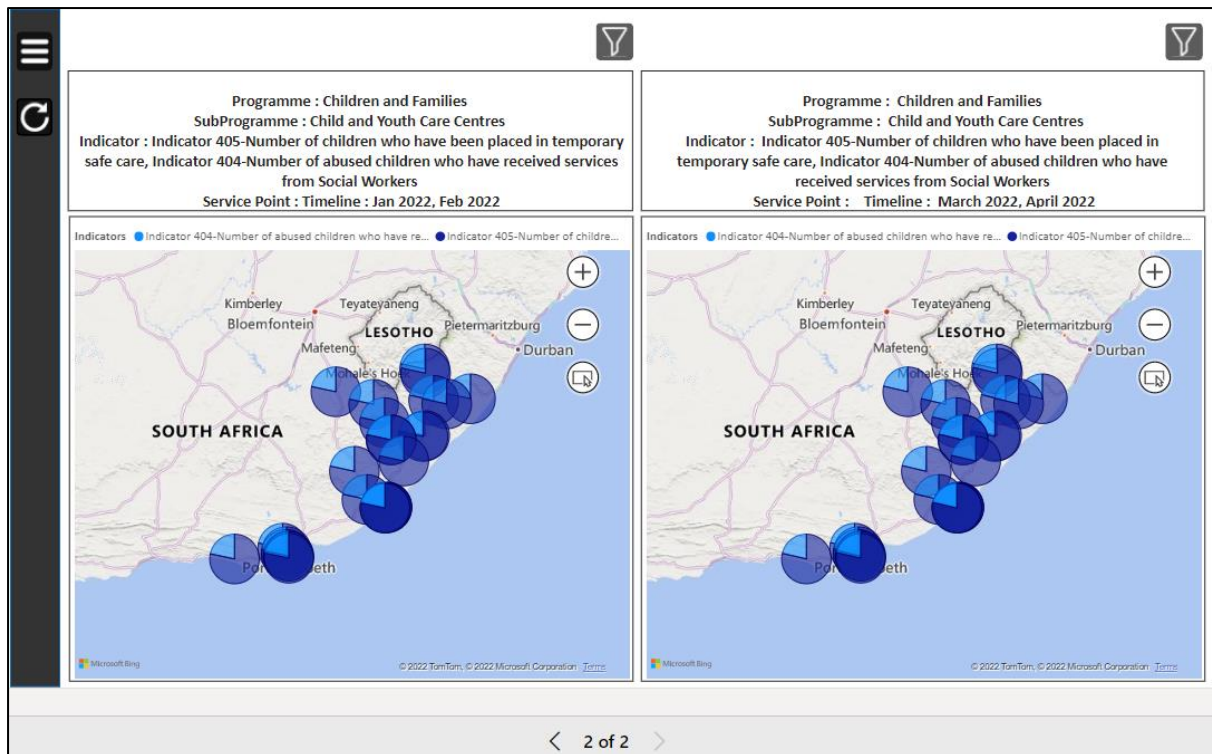 Programme : Children and Families
SubProgramme : Child and Youth Care Centres
Indicator : Indicator 405-Number of children who have been placed in temporary
safe care, Indicator 404-Number of abused children who have received services
from Social Workers
Service Point : Timeline : Jan 2022, Feb 2022
Indicators Indicator 404-Number of abused children who have re... Indicator 405-Number of childre...
Kimberley
Teyateyaneng
Bloemfontein
LESOTHO
Pietermaritzburg
Mafeteng
Durban
SOUTH AFRICA
Microsoft Bing
© 2022 TomTom, © 2022 Microsoft Corporation Terms
Programme : Children and Families
SubProgramme : Child and Youth Care Centres
Indicator : Indicator 405-Number of children who have been placed in
temporary safe care, Indicator 404-Number of abused children who have
received services from Social Workers
Service Point : Timeline : March 2022, April 2022
Indicators Indicator 404-Number of abused children who have re... Indicator 405-Number of childre...
Kimberley
Teyateyaneng
Bloemfontein
LESOTHO
Pietermaritzburg
Mafeteng
Durban
SOUTH AFRICA
Microsoft Bing
© 2022 TomTom, © 2022 Microsoft Corporation Terms
2 of 2